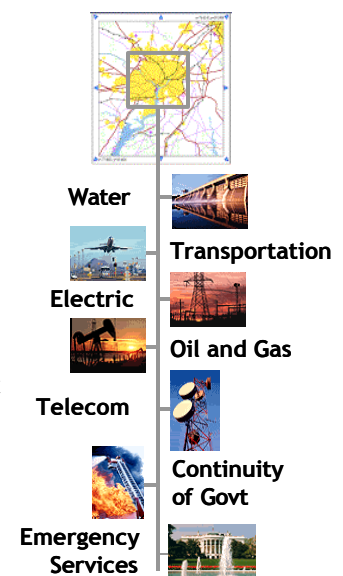 Water
Transportation
Electric
Oil and Gas
Telecom
Continuity
of Govt
Emergency
Services